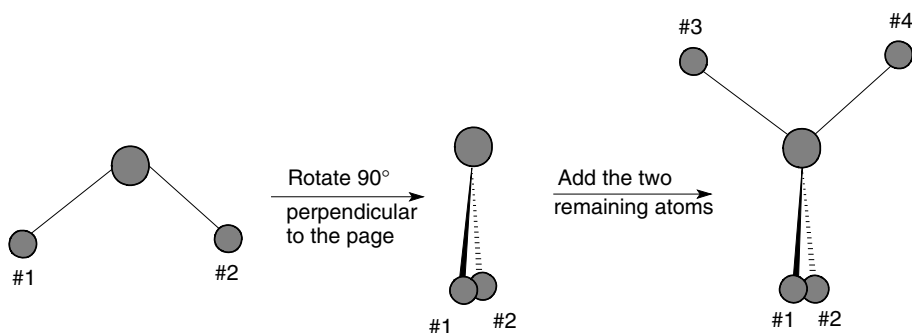 #3
#4
Rotate 90°
perpendicular
to the page
Add the two
remaining atoms
#1
#2
#1
#2
#1
#2